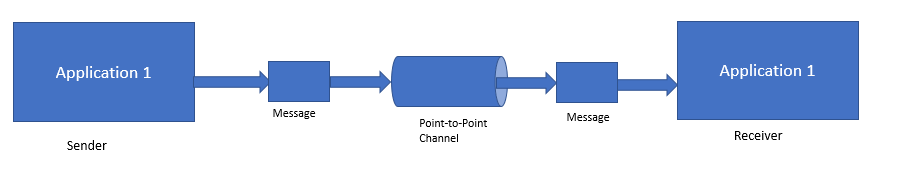 Application 1
Application 1
Message
Message
Point-to-Point
Channel
Sender
Receiver